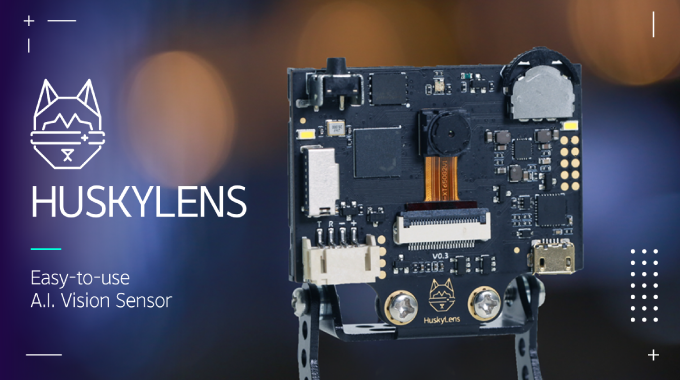 HUSKYLENS
Easy-to-use
A.I. Vision Sensor
T R - +
V0.3
HuskyLens